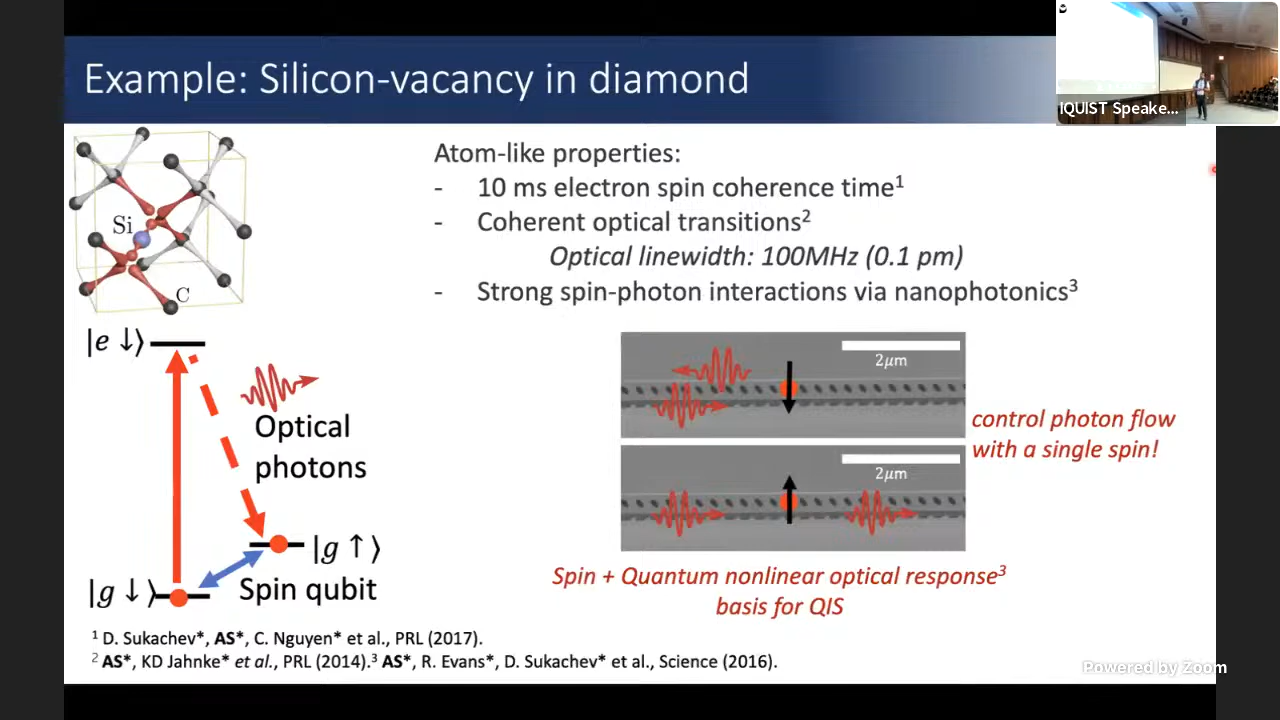 Example: Silicon-vacancy in diamond
IQUIST Speake...
Si
C
Atom-like properties:
- 10 ms electron spin coherence time¹
- Coherent optical transitions²
Optical linewidth: 100MHz (0.1 pm)
- Strong spin-photon interactions via nanophotonics³
|e ↓⟩
Optical
photons
|g ↑⟩
|g ↓⟩
Spin qubit
2μm
2μm
control photon flow
with a single spin!
Spin + Quantum nonlinear optical response³
basis for QIS
¹ D. Sukachev*, AS*, C. Nguyen* et al., PRL (2017).
² AS*, KD Jahnke* et al., PRL (2014).³ AS*, R. Evans*, D. Sukachev* et al., Science (2016).
Powered by Zoom